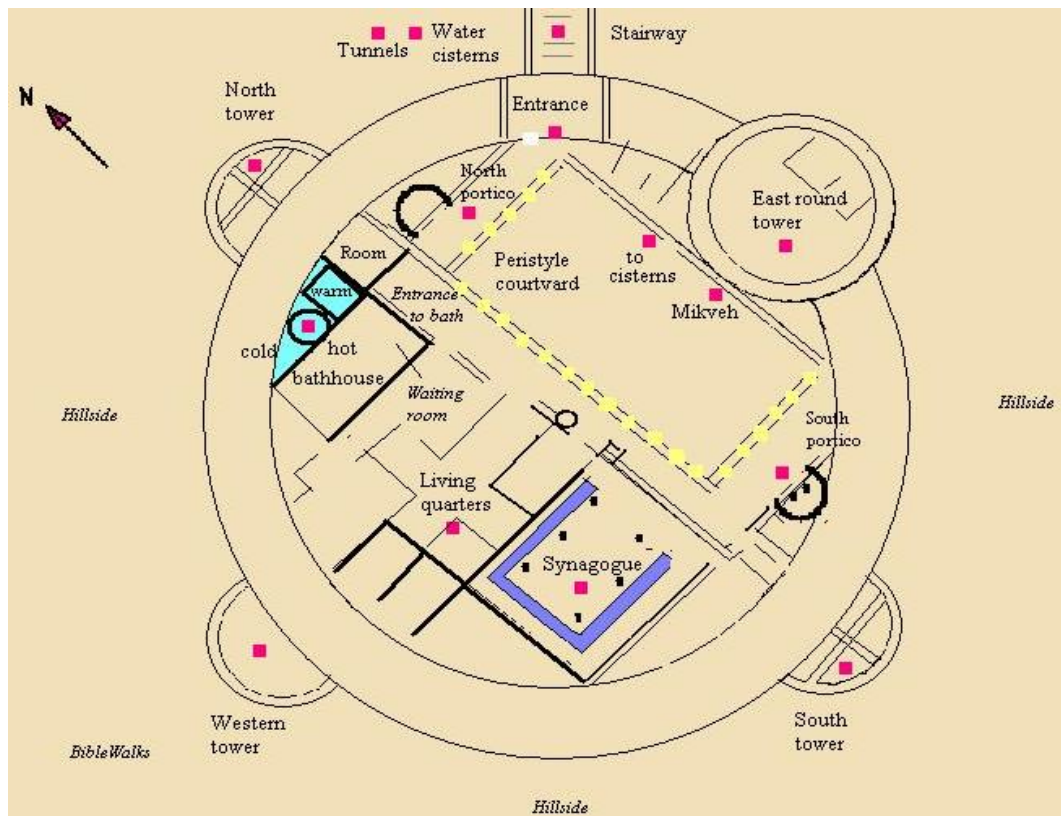 Tunnels
Water
cisterns
Stairway
N
North
tower
Entrance
North
portico
East round
tower
Room
Peristyle
courtvard
to
cisterns
warm
Entrance
to bath
Mikveh
cold
hot
bathhouse
Waiting
room
Hillside
Hillside
South
portico
Living
quarters
Synagogue
Western
tower
South
tower
BibleWalks
Hillside